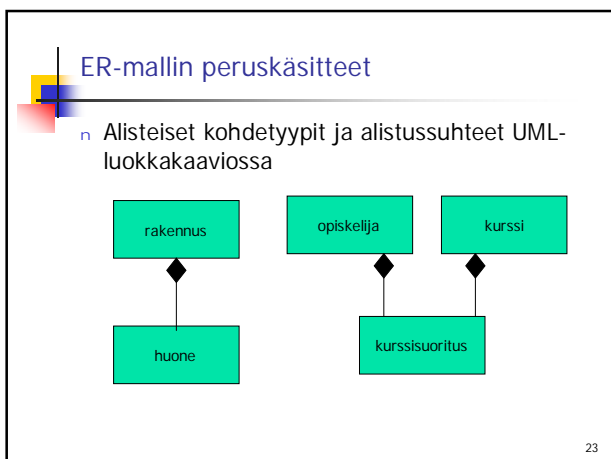 ER-mallin peruskäsitteet
n Alisteiset kohdetyypit ja alistussuhteet UML-
luokkakaaviossa
rakennus
opiskelija
kurssi
huone
kurssisuoritus
23